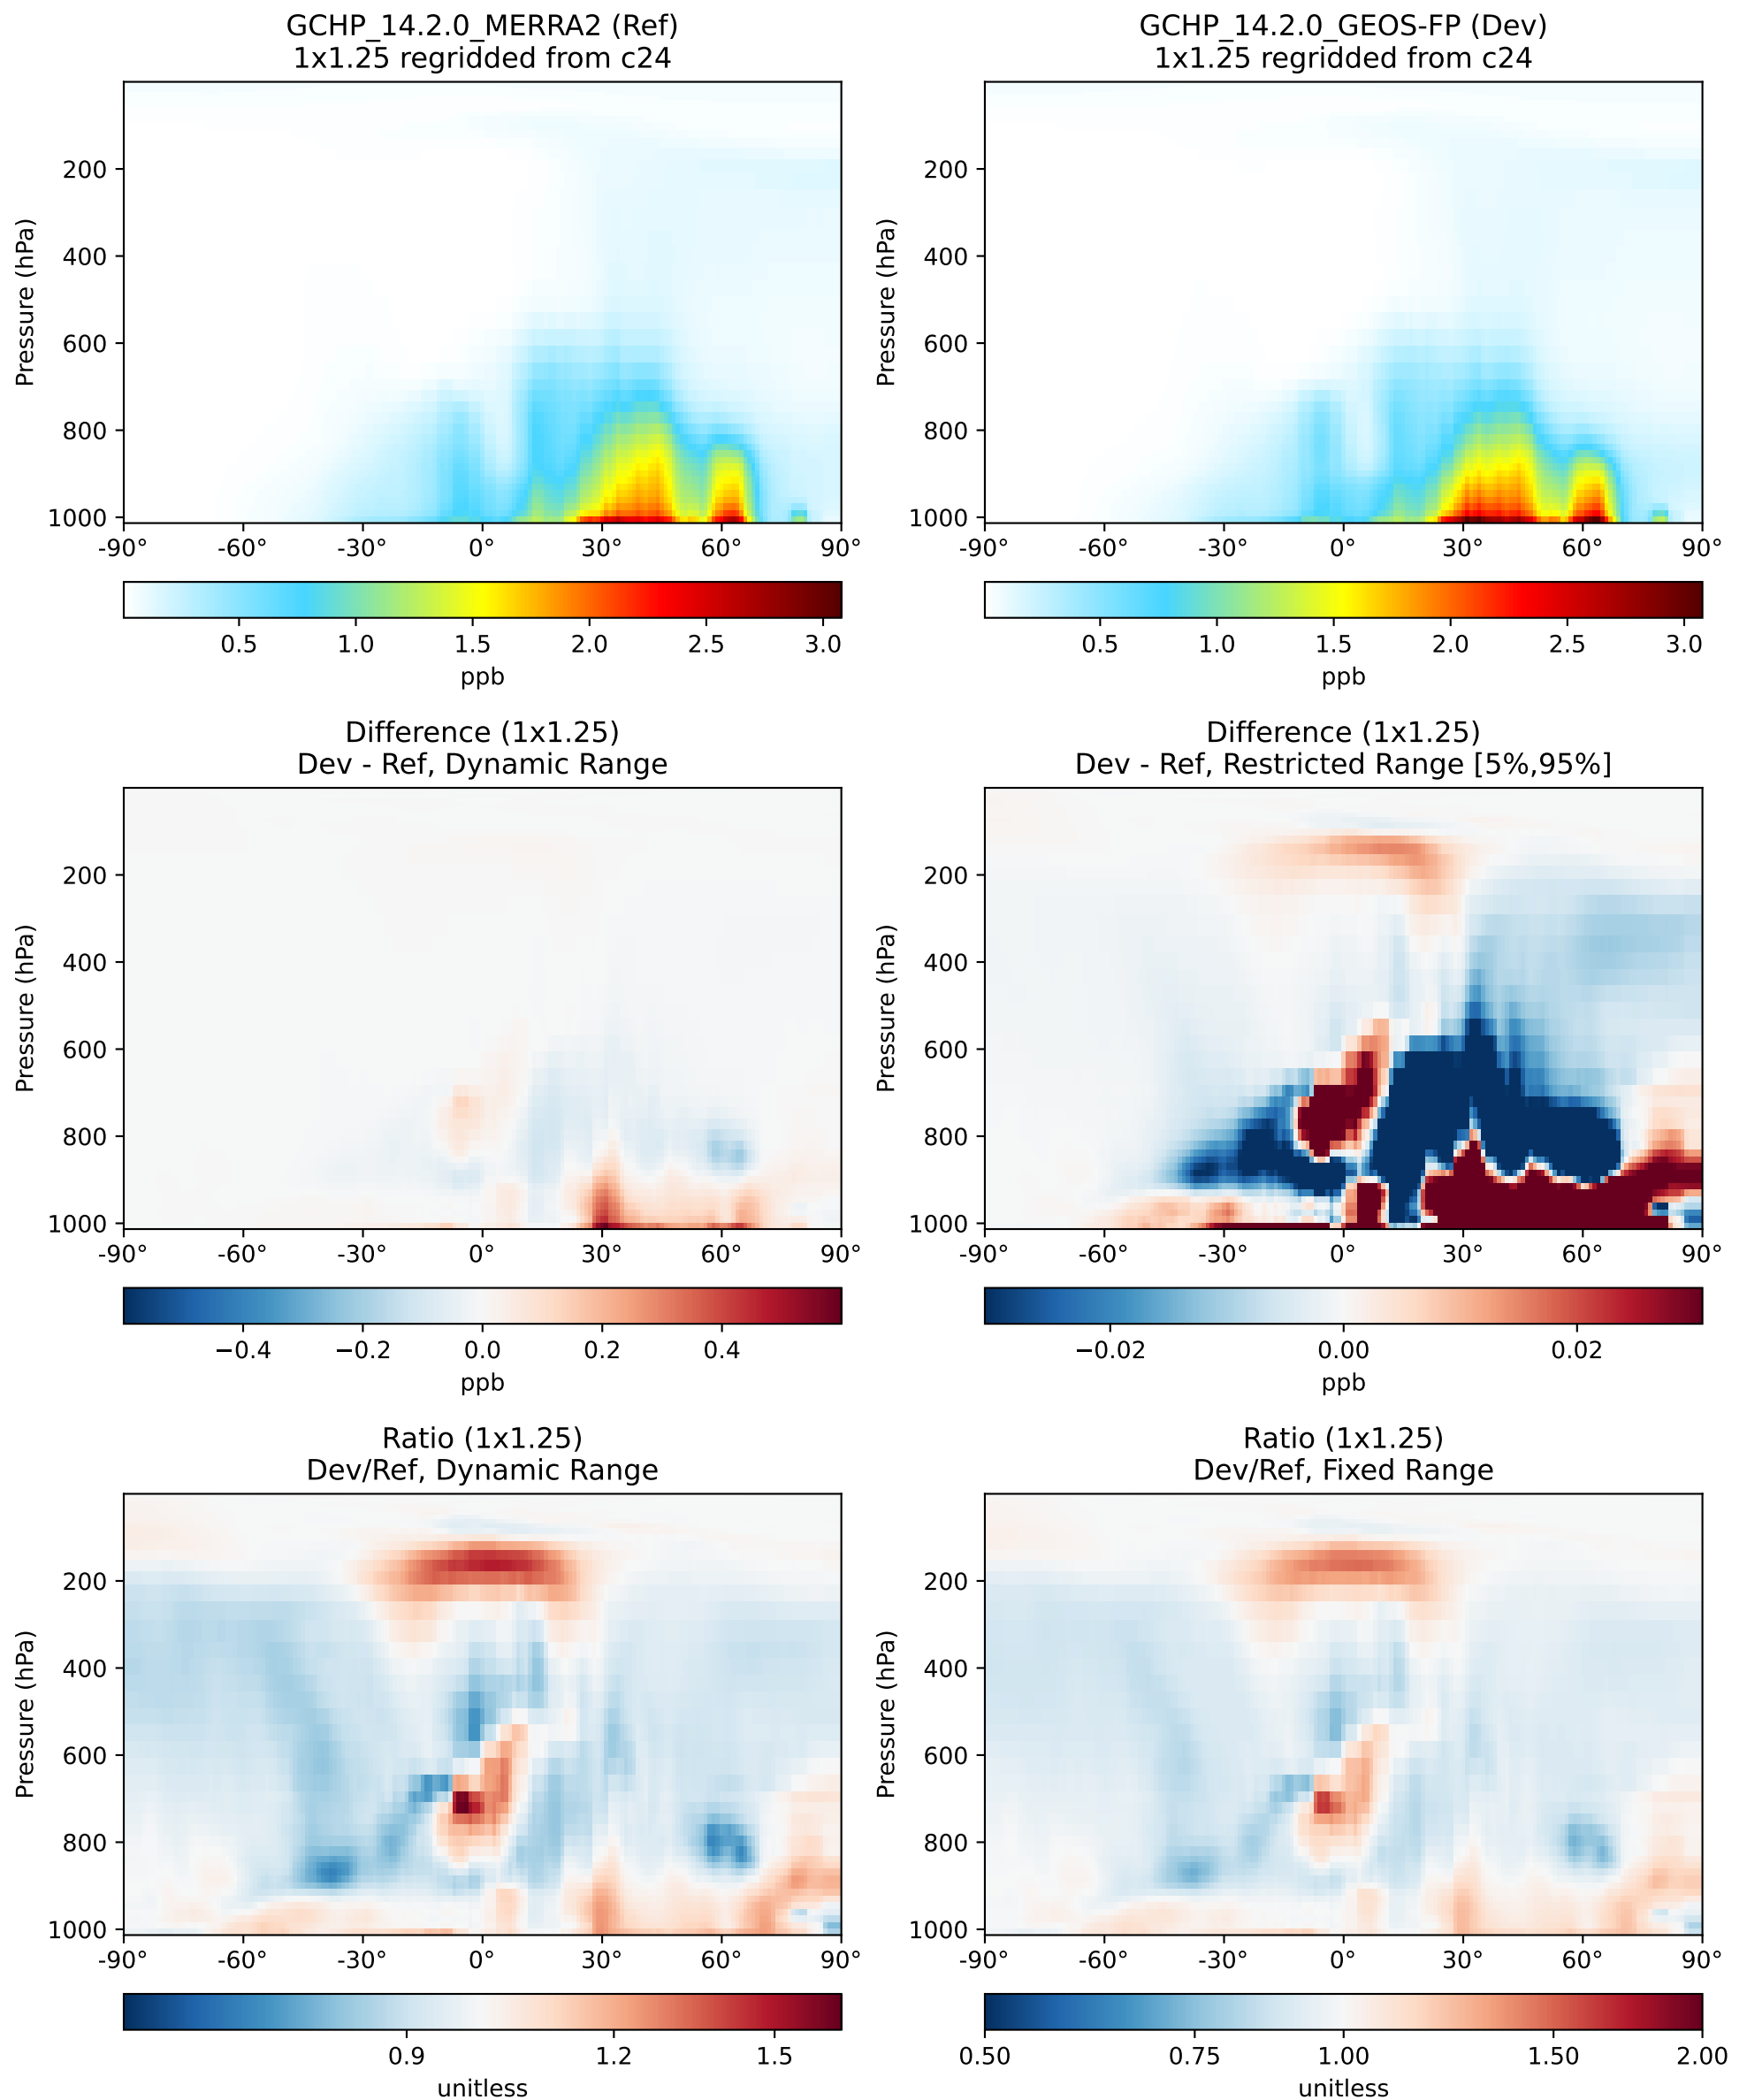 GCHP_14.2.0_MERRA2 (Ref)
1x1.25 regridded from c24
Pressure (hPa)
200
400
600
800
1000
-90° -60° -30° 0° 30° 60° 90°
0.5 1.0 1.5 2.0 2.5 3.0
ppb
GCHP_14.2.0_GEOS-FP (Dev)
1x1.25 regridded from c24
Pressure (hPa)
200
400
600
800
1000
-90° -60° -30° 0° 30° 60° 90°
0.5 1.0 1.5 2.0 2.5 3.0
ppb
Difference (1x1.25)
Dev - Ref, Dynamic Range
Pressure (hPa)
200
400
600
800
1000
-90° -60° -30° 0° 30° 60° 90°
−0.4 −0.2 0.0 0.2 0.4
ppb
Difference (1x1.25)
Dev - Ref, Restricted Range [5%,95%]
Pressure (hPa)
200
400
600
800
1000
-90° -60° -30° 0° 30° 60° 90°
−0.02 0.00 0.02
ppb
Ratio (1x1.25)
Dev/Ref, Dynamic Range
Pressure (hPa)
200
400
600
800
1000
-90° -60° -30° 0° 30° 60° 90°
0.9 1.2 1.5
unitless
Ratio (1x1.25)
Dev/Ref, Fixed Range
Pressure (hPa)
200
400
600
800
1000
-90° -60° -30° 0° 30° 60° 90°
0.50 0.75 1.00 1.50 2.00
unitless